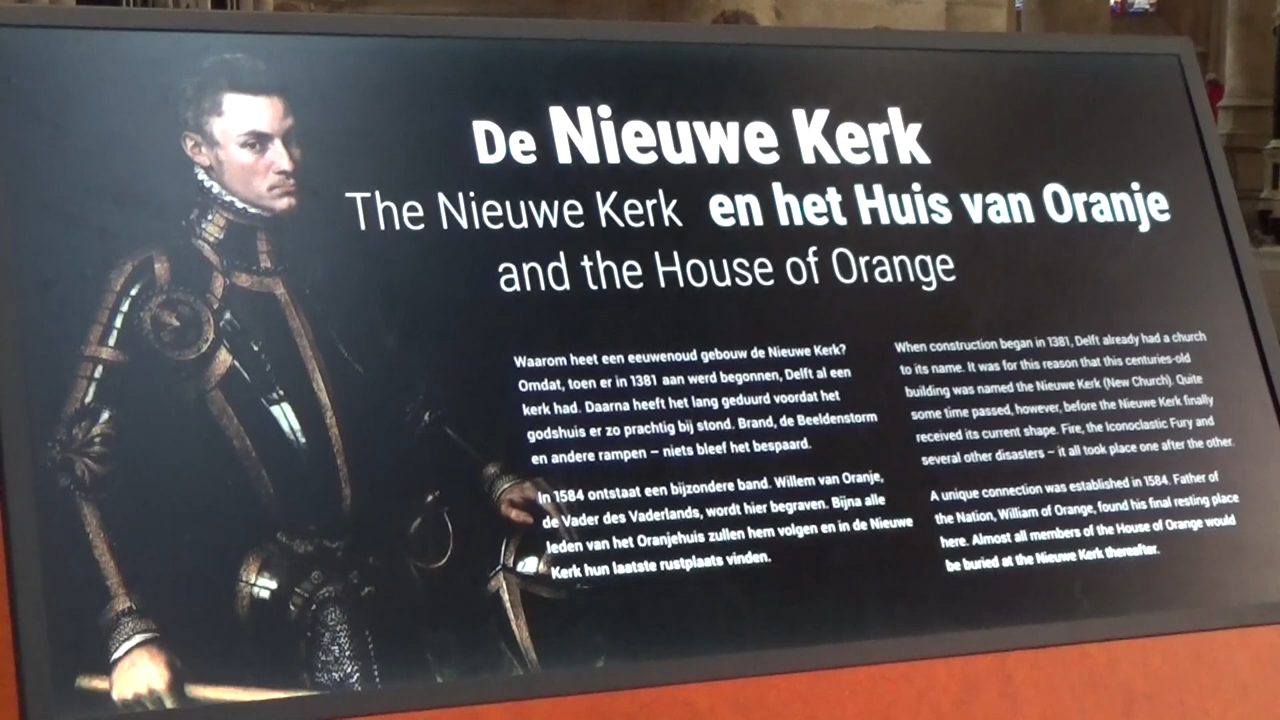 De Nieuwe Kerk
The Nieuwe Kerk en het Huis van Oranje
and the House of Orange
Waarom heet een eeuwenoud gebouw de Nieuwe Kerk?
Omdat, toen er in 1381 aan werd begonnen, Delft al een
kerk had. Daarna heeft het lang geduurd voordat het
godshuis er zo prachtig bij stond. Brand, de Beeldenstorm
en andere rampen – niets bleef het bespaard.
In 1584 ontstaat een bijzondere band. Willem van Oranje,
de Vader des Vaderlands, wordt hier begraven. Bijna alle
leden van het Oranjehuis zullen hem volgen en in de Nieuwe
Kerk hun laatste rustplaats vinden.
When construction began in 1381, Delft already had a church
to its name. It was for this reason that this centuries-old
building was named the Nieuwe Kerk (New Church). Quite
some time passed, however, before the Nieuwe Kerk finally
received its current shape. Fire, the Iconoclastic Fury and
several other disasters – it all took place one after the other.
A unique connection was established in 1584. Father of
the Nation, William of Orange, found his final resting place
here. Almost all members of the House of Orange would
be buried at the Nieuwe Kerk thereafter.